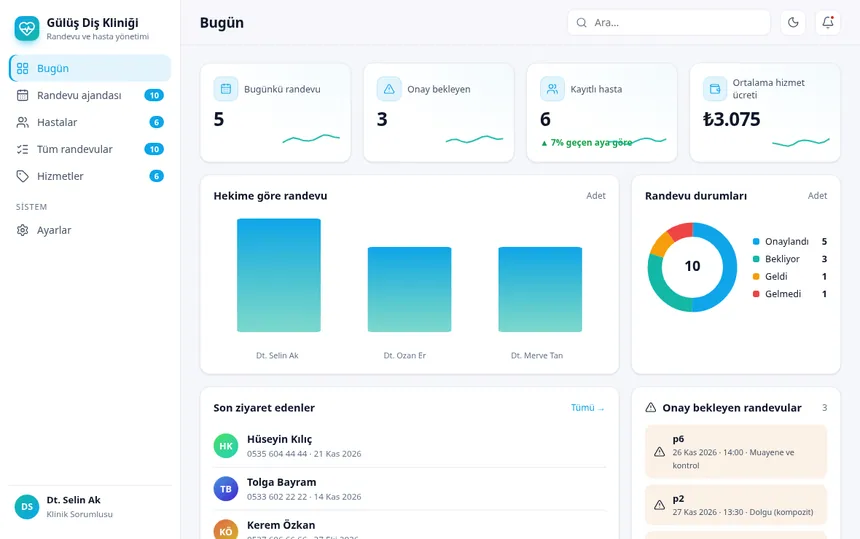 Gülüş Diş Kliniği
Randevu ve hasta yönetimi
Bugün
Randevu ajandası 10
Hastalar 6
Tüm randevular 10
Hizmetler 6
SİSTEM
Ayarlar
Dt. Selin Ak
DS
Klinik Sorumlusu
Bugün
Ara...
Bugünkü randevu
5
Onay bekleyen
3
Kayıtlı hasta
6
▲ 7% geçen aya göre
Ortalama hizmet
ücreti
₺3.075
Hekime göre randevu Adet
Dt. Selin Ak Dt. Ozan Er Dt. Merve Tan
Randevu durumları Adet
10
Onaylandı 5
Bekliyor 3
Geldi 1
Gelmedi 1
Son ziyaret edenler Tümü →
HK
Hüseyin Kılıç
0535 604 44 44 · 21 Kas 2026
TB
Tolga Bayram
0533 602 22 22 · 14 Kas 2026
KÖ
Kerem Özkan
Onay bekleyen randevular 3
p6
26 Kas 2026 · 14:00 · Muayene ve
kontrol
p2
27 Kas 2026 · 13:30 · Dolgu (kompozit)